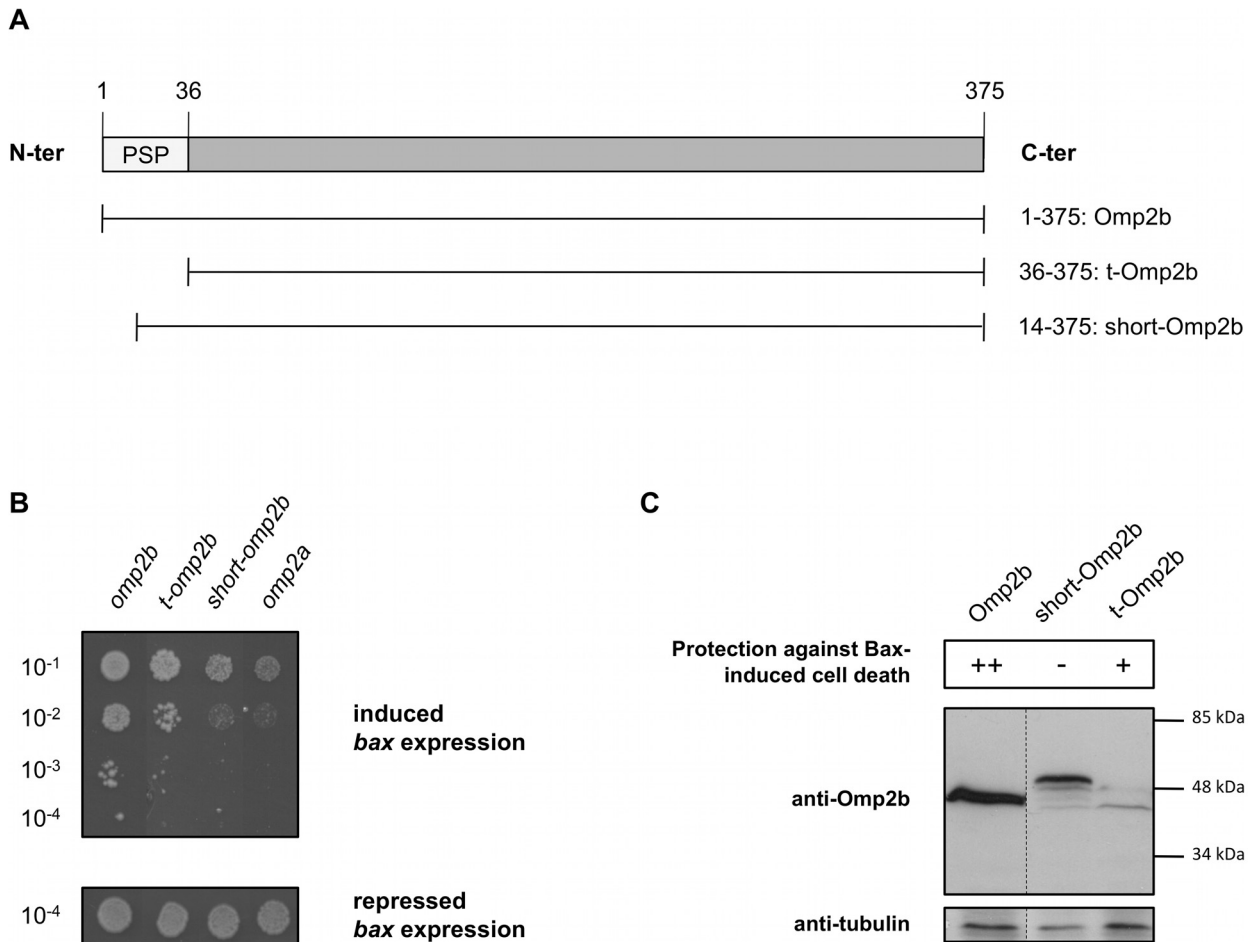 A
1 36 375
N-ter PSP C-ter
1-375: Omp2b
36-375: t-Omp2b
14-375: short-Omp2b
B
omp2b t-omp2b short-omp2b omp2a
10-1
10-2
10-3
10-4
induced
bax expression
10-4
repressed
bax expression
C
Omp2b short-Omp2b t-Omp2b
Protection against Bax-
induced cell death
++ - +
anti-Omp2b
85 kDa
48 kDa
34 kDa
anti-tubulin